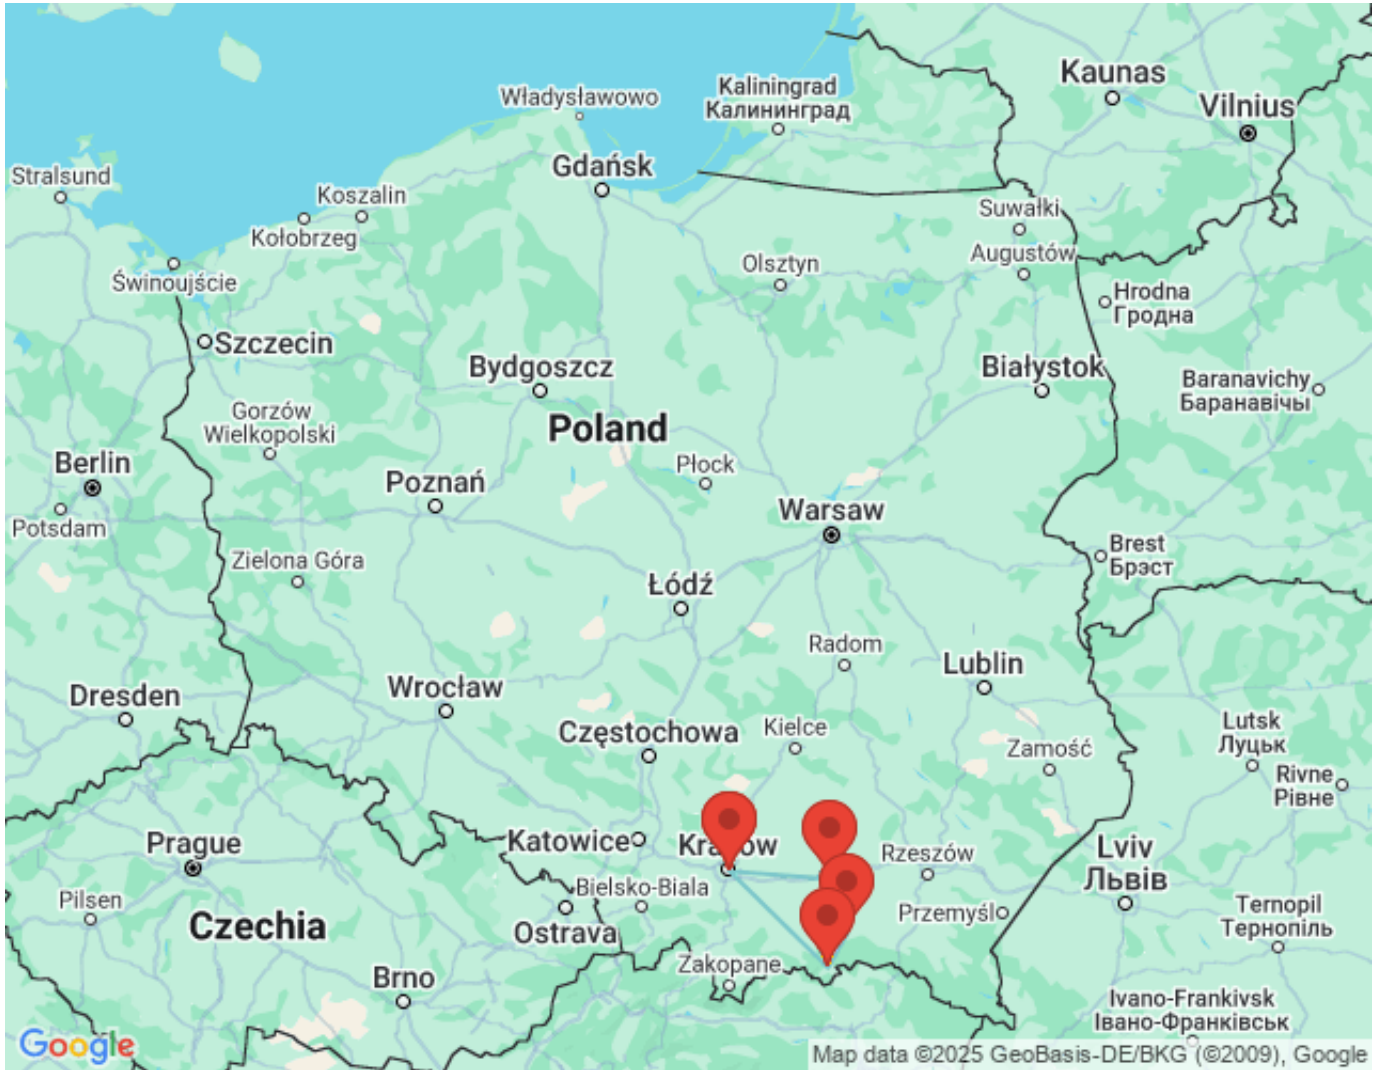 Kaunas
Vilnius
Kaliningrad
Калининград
Władysławowo
Gdańsk
Stralsund
Koszalin
Kołobrzeg
Suwałki
Augustów
Olsztyn
Świnoujście
Hrodna
Гродна
Szczecin
Bydgoszcz
Białystok
Baranavichy
Баранавічы
Gorzów
Wielkopolski
Poland
Berlin
Płock
Poznań
Warsaw
Potsdam
Zielona Góra
Brest
Брэст
Łódź
Radom
Lublin
Wrocław
Dresden
Częstochowa
Kielce
Zamość
Lutsk
Луцьк
Rivne
Рівне
Prague
Katowice
Krakow
Rzeszów
Lviv
Львів
Pilsen
Bielsko-Biala
Przemyśl
Ternopil
Тернопіль
Czechia
Ostrava
Zakopane
Brno
Ivano-Frankivsk
Івано-Франківськ
Google
Map data ©2025 GeoBasis-DE/BKG (©2009), Google